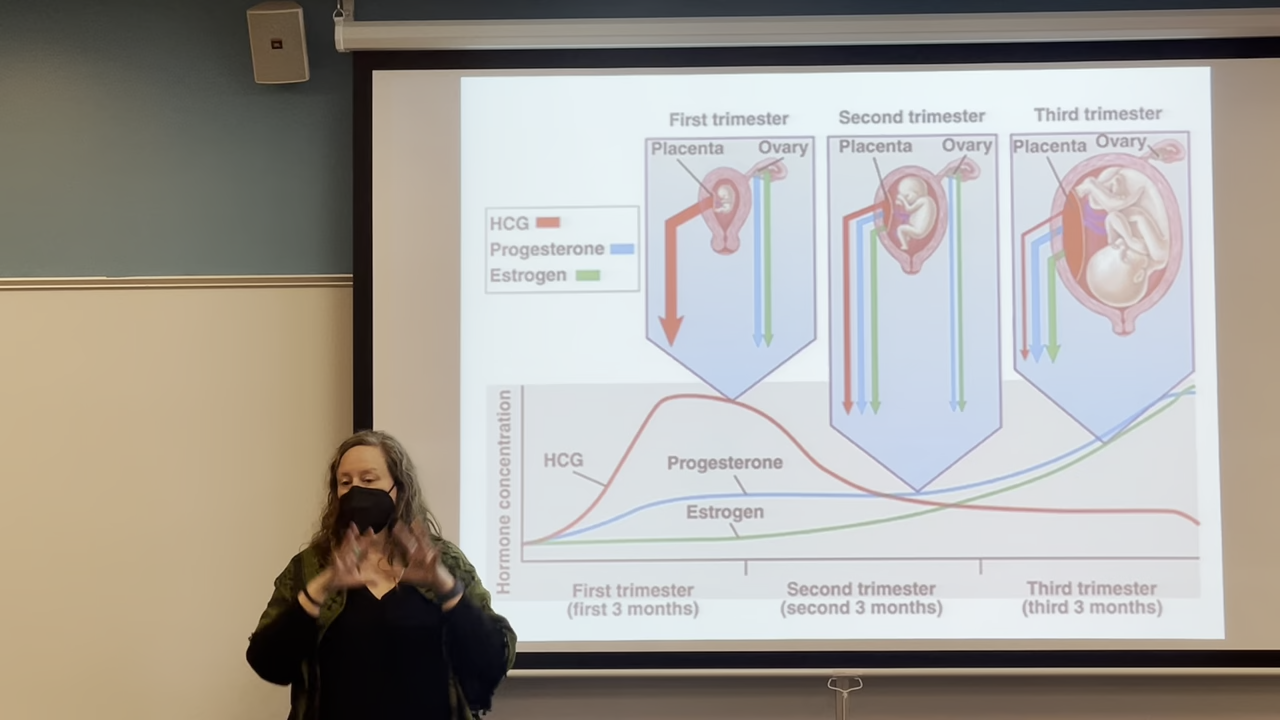 First trimester
Second trimester
Third trimester
Placenta
Ovary
Placenta
Ovary
Placenta
Ovary
HCG
Progesterone
Estrogen
Hormone concentration
HCG
Progesterone
Estrogen
First trimester
(first 3 months)
Second trimester
(second 3 months)
Third trimester
(third 3 months)